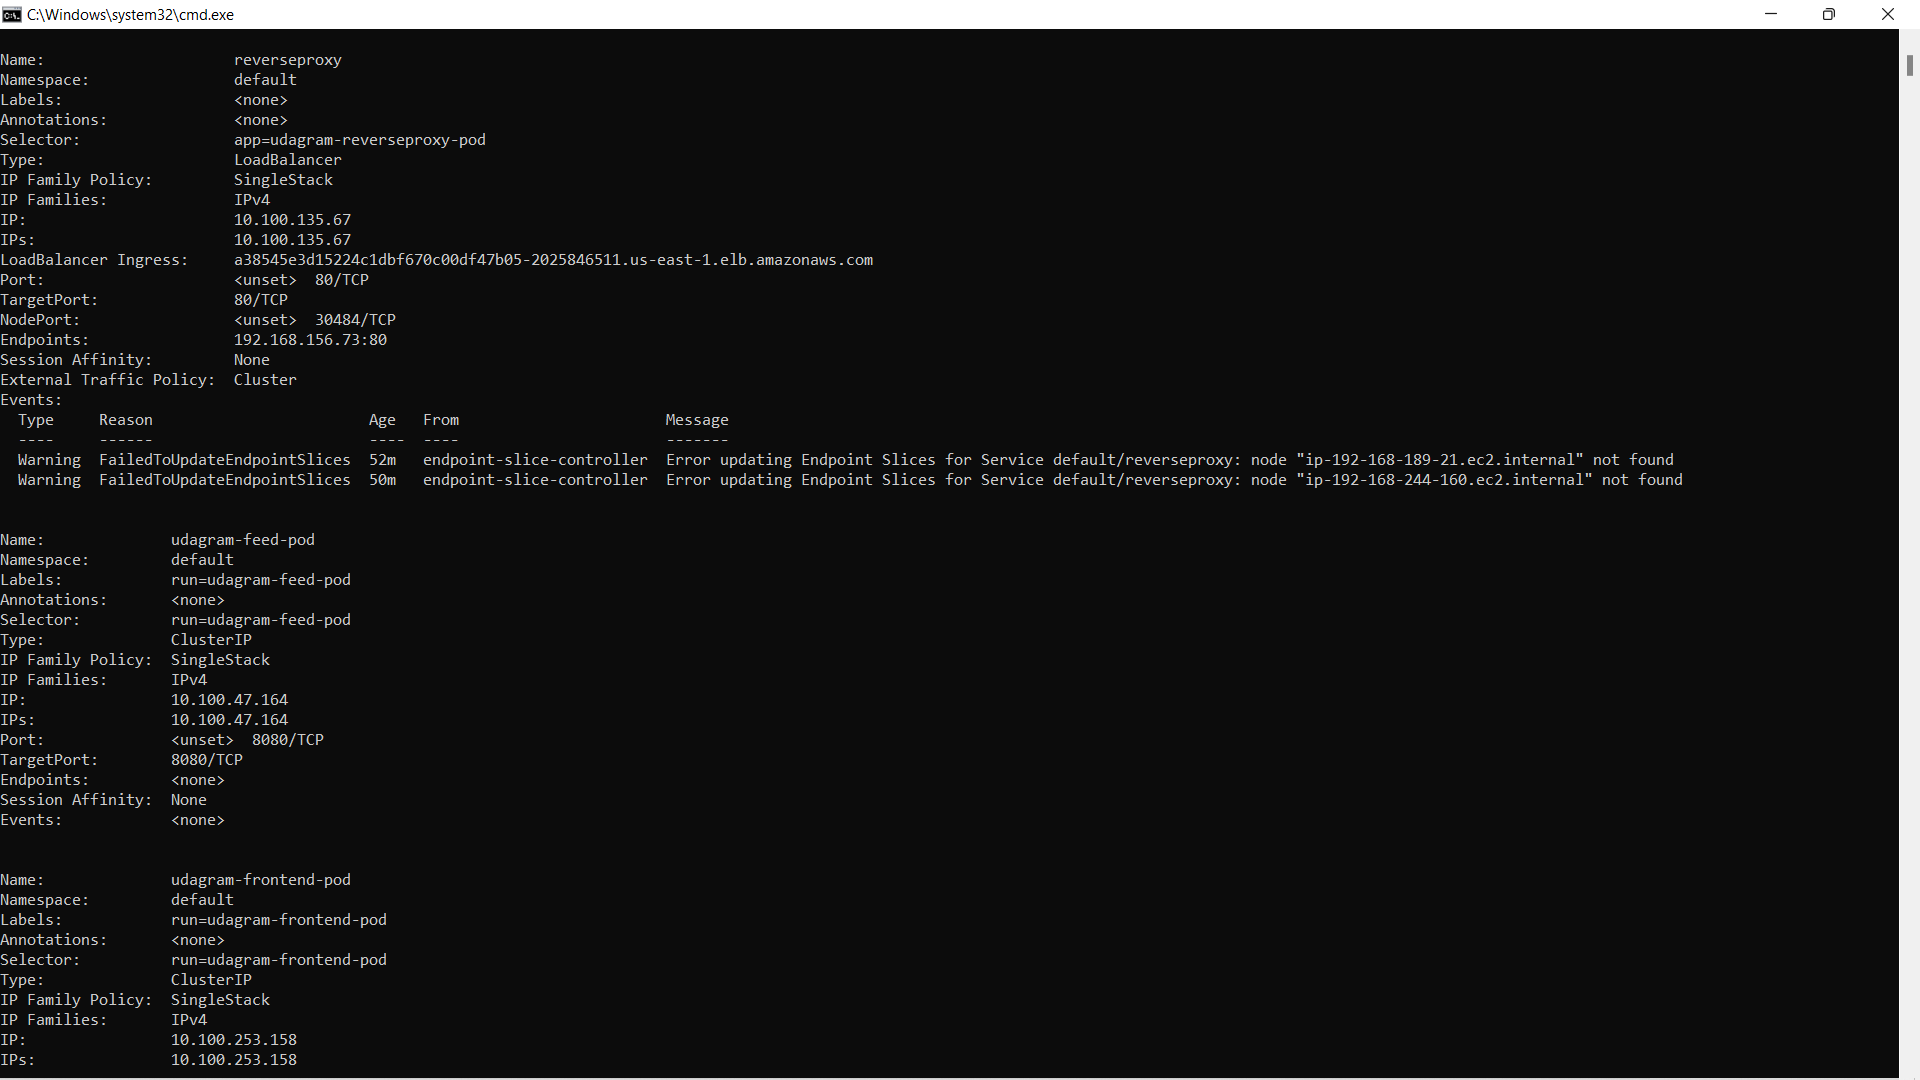 C:\Windows\system32\cmd.exe
Name:                     reverseproxy
Namespace:                default
Labels:                   <none>
Annotations:              <none>
Selector:                 app=udagram-reverseproxy-pod
Type:                     LoadBalancer
IP Family Policy:         SingleStack
IP Families:              IPv4
IP:                       10.100.135.67
IPs:                      10.100.135.67
LoadBalancer Ingress:     a38545e3d15224c1dbf670c00df47b05-2025846511.us-east-1.elb.amazonaws.com
Port:                     <unset>  80/TCP
TargetPort:               80/TCP
NodePort:                 <unset>  30484/TCP
Endpoints:                192.168.156.73:80
Session Affinity:         None
External Traffic Policy:  Cluster
Events:
  Type     Reason                        Age   From                       Message
  ----     ------                        ----  ----                       -------
  Warning  FailedToUpdateEndpointSlices  52m   endpoint-slice-controller  Error updating Endpoint Slices for Service default/reverseproxy: node "ip-192-168-189-21.ec2.internal" not found
  Warning  FailedToUpdateEndpointSlices  50m   endpoint-slice-controller  Error updating Endpoint Slices for Service default/reverseproxy: node "ip-192-168-244-160.ec2.internal" not found
Name:              udagram-feed-pod
Namespace:         default
Labels:            run=udagram-feed-pod
Annotations:       <none>
Selector:          run=udagram-feed-pod
Type:              ClusterIP
IP Family Policy:  SingleStack
IP Families:       IPv4
IP:                10.100.47.164
IPs:               10.100.47.164
Port:              <unset>  8080/TCP
TargetPort:        8080/TCP
Endpoints:         <none>
Session Affinity:  None
Events:            <none>
Name:              udagram-frontend-pod
Namespace:         default
Labels:            run=udagram-frontend-pod
Annotations:       <none>
Selector:          run=udagram-frontend-pod
Type:              ClusterIP
IP Family Policy:  SingleStack
IP Families:       IPv4
IP:                10.100.253.158
IPs:               10.100.253.158